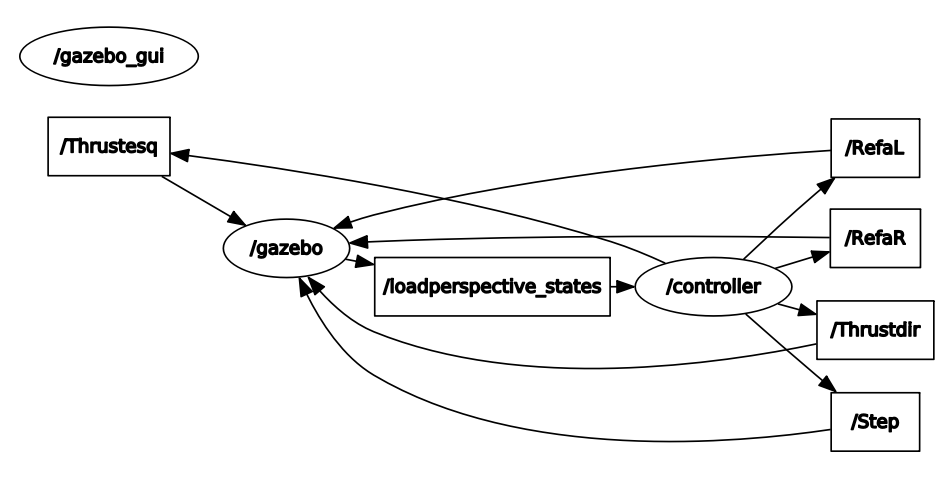 /gazebo_gui
/Thrustesq
/RefaL
/RefaR
/gazebo
/loadperspective_states
/controller
/Thrustdir
/Step